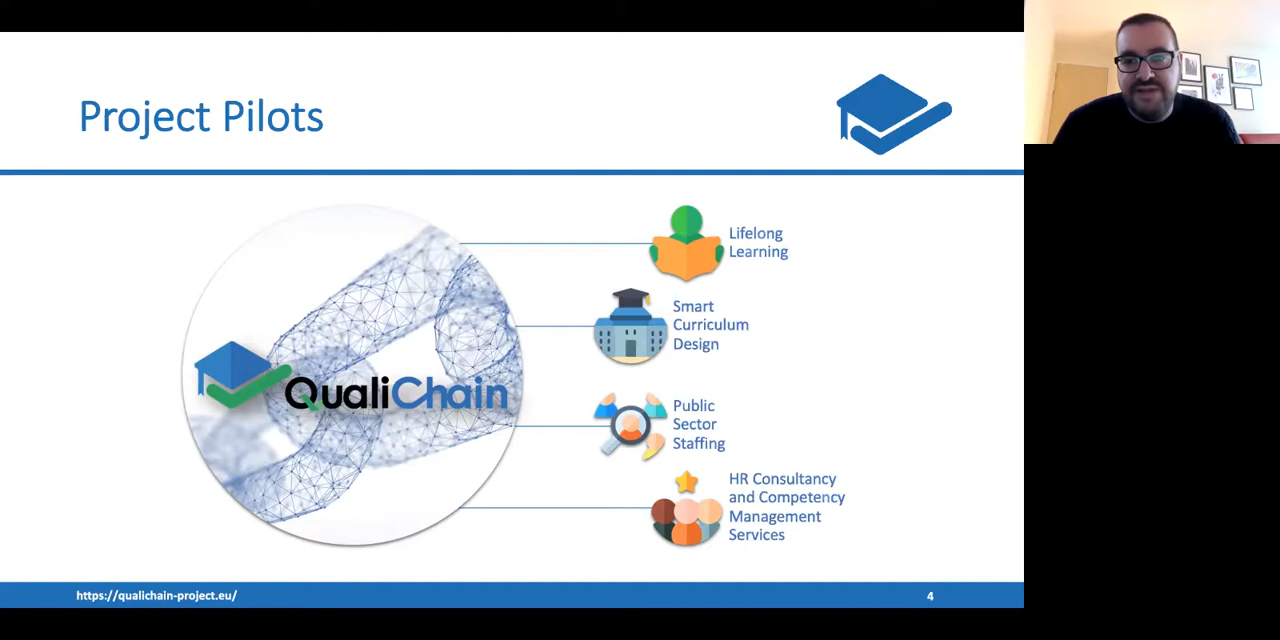 Project Pilots
Lifelong
Learning
Smart
Curriculum
Design
QualiChain
Public
Sector
Staffing
HR Consultancy
and Competency
Management
Services
https://qualichain-project.eu/
4